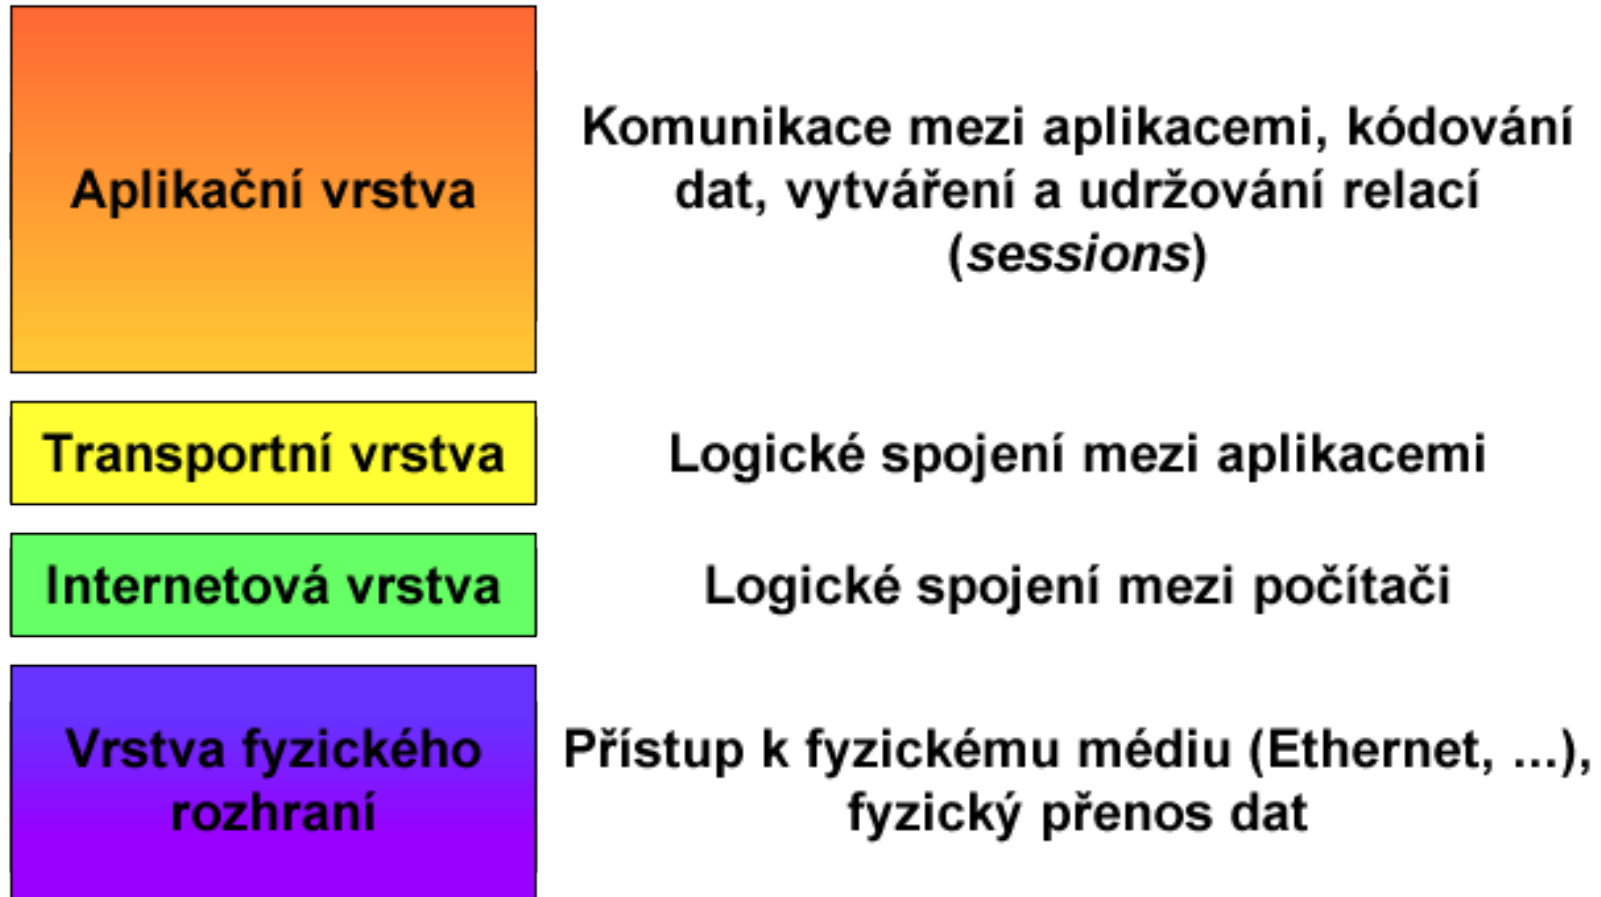 Aplikační vrstva
Komunikace mezi aplikacemi, kódování
dat, vytváření a udržování relací
(sessions)
Transportní vrstva
Logické spojení mezi aplikacemi
Internetová vrstva
Logické spojení mezi počítači
Vrstva fyzického
rozhraní
Přístup k fyzickému médiu (Ethernet, ...),
fyzický přenos dat